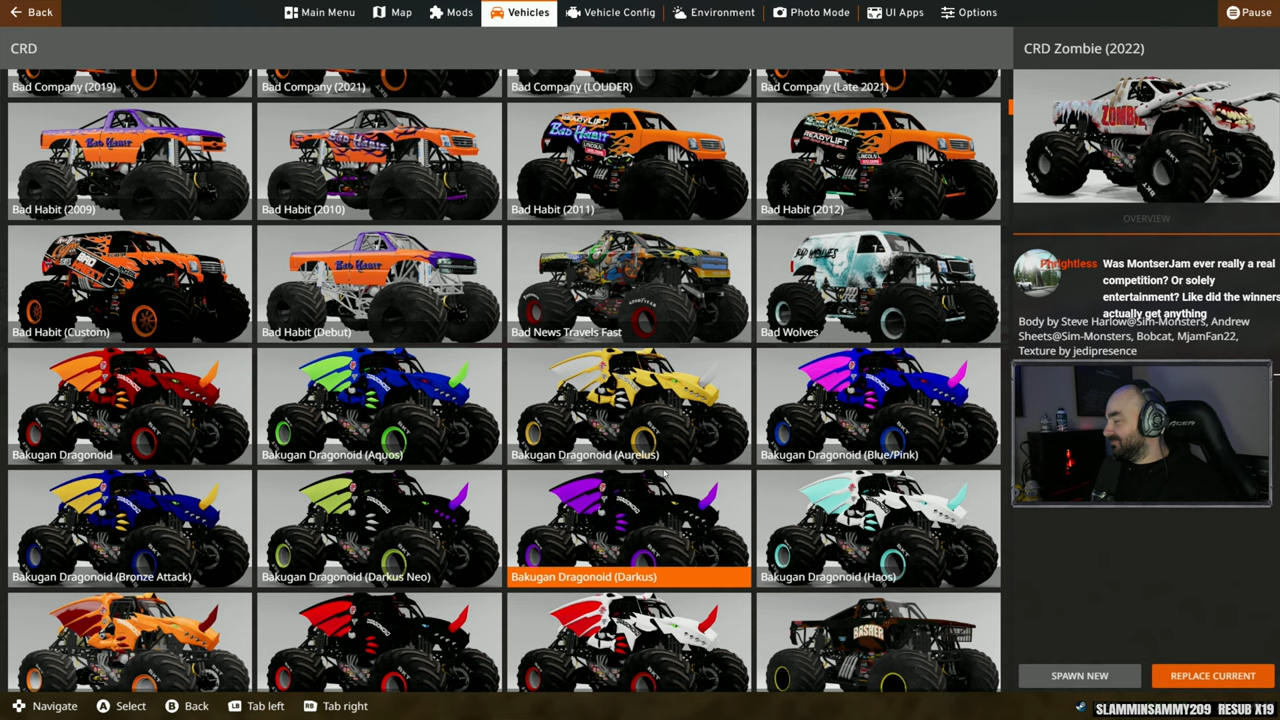 Back
Main Menu
Map
Mods
Vehicles
Vehicle Config
Environment
Photo Mode
UI Apps
Options
Pause
CRD
CRD Zombie (2022)
Bad Company (2019)
Bad Company (2021)
Bad Company (LOUDER)
Bad Company (Late 2021)
Bad Habit (2009)
Bad Habit (2010)
Bad Habit (2011)
Bad Habit (2012)
Bad Habit (Custom)
Bad Habit (Debut)
Bad News Travels Fast
Bad Wolves
Bakugan Dragonoid
Bakugan Dragonoid (Aquos)
Bakugan Dragonoid (Aurelus)
Bakugan Dragonoid (Blue/Pink)
Bakugan Dragonoid (Bronze Attack)
Bakugan Dragonoid (Darkus Neo)
Bakugan Dragonoid (Darkus)
Bakugan Dragonoid (Haos)
BASHER
ZOMBIE
BKT
OVERVIEW
Was MontserJam ever really a real
competition? Or solely
entertainment? Like did the winners
actually get anything
Body by Steve Harlow@Sim-Monsters, Andrew
Sheets@Sim-Monsters, Bobcat, MjamFan22,
Texture by jedipresence
SPAWN NEW
REPLACE CURRENT
Navigate
A Select
B Back
LB Tab left
RB Tab right
SLAMMINSAMMY209 RESUB X19